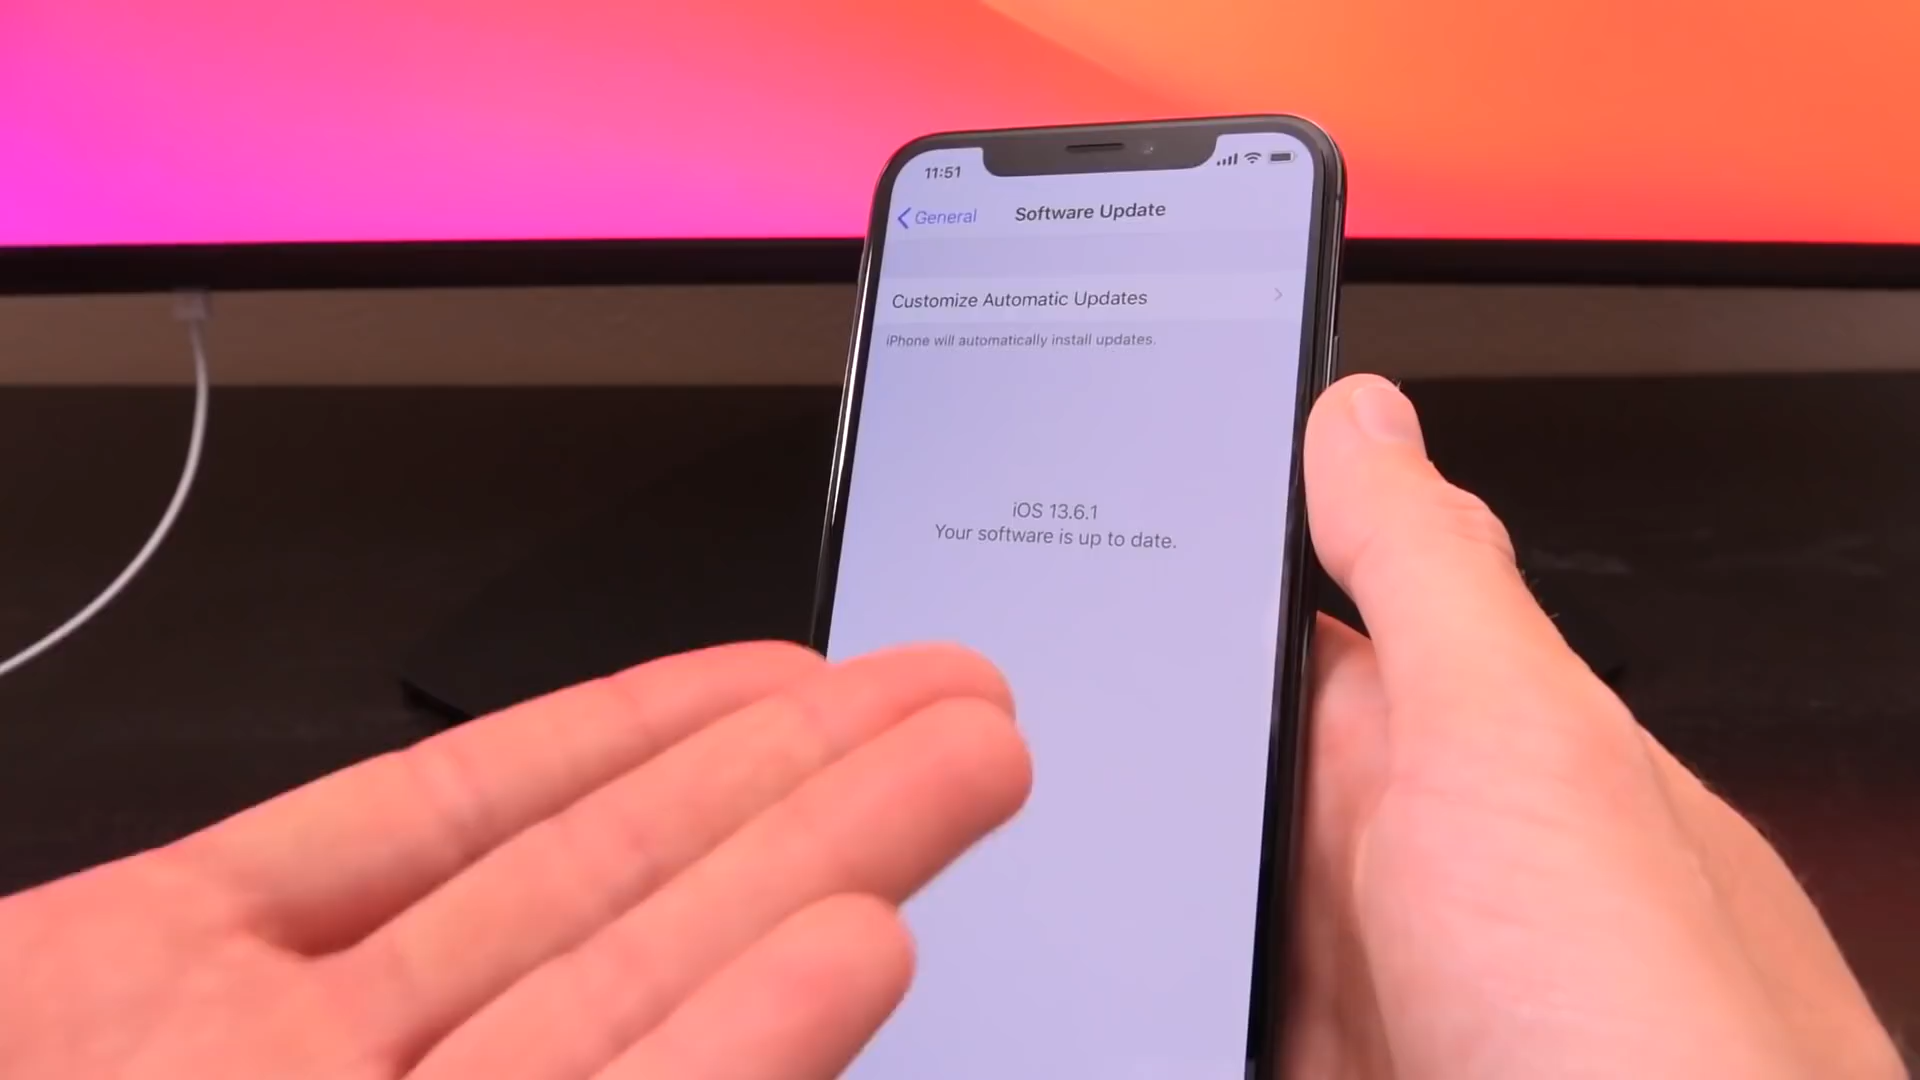 11:51
General
Software Update
Customize Automatic Updates
iPhone will automatically install updates.
iOS 13.6.1
Your software is up to date.